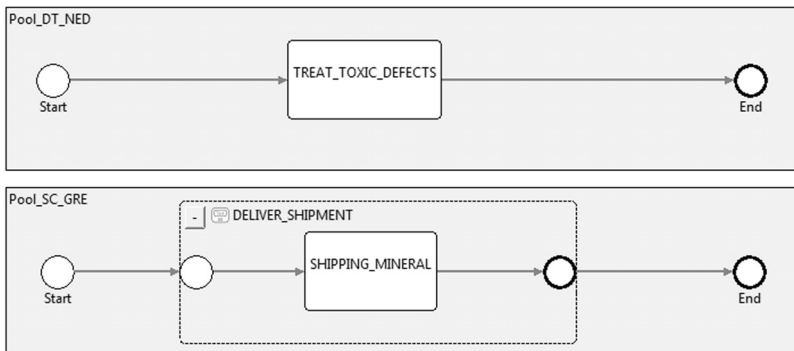 Pool_DT_NED
TREAT_TOXIC_DEFECTS
Start
End
Pool_SC_GRE
- DELIVER_SHIPMENT
SHIPPING_MINERAL
Start
End